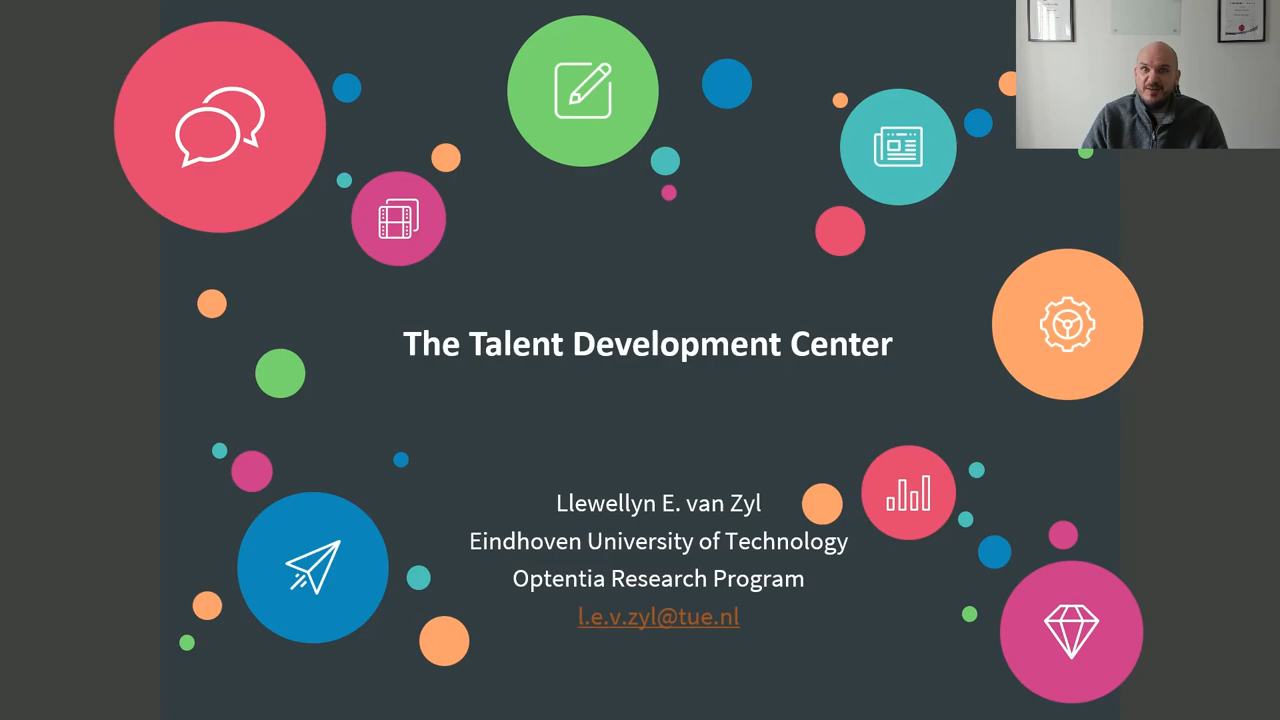 The Talent Development Center
Llewellyn E. van Zyl
Eindhoven University of Technology
Optentia Research Program
l.e.v.zyl@tue.nl